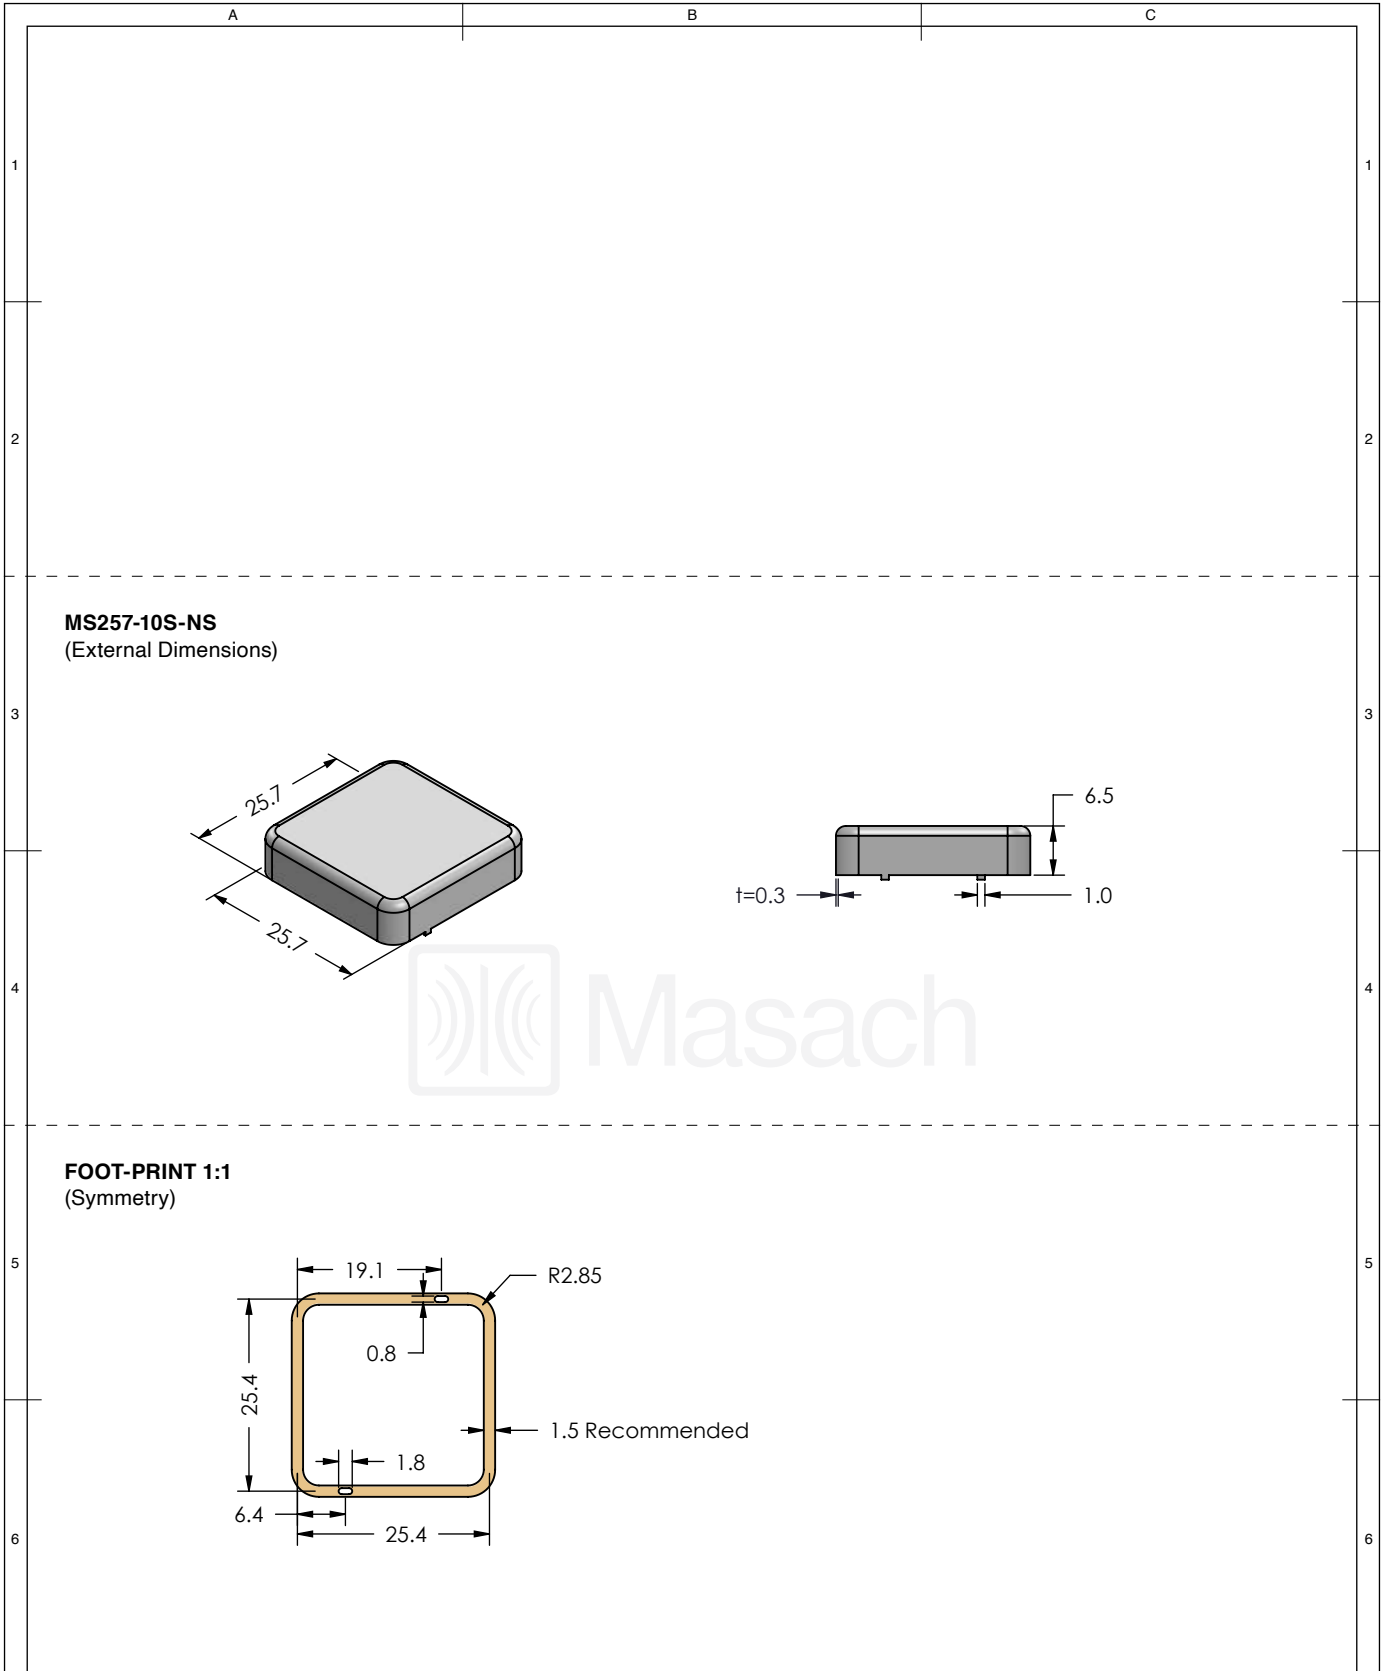 A B C
1 1
2 2
MS257-10S-NS
(External Dimensions)
3 3
25.7
6.5
t=0.3 1.0
25.7
4 4
Masach
FOOT-PRINT 1:1
(Symmetry)
5 5
19.1
R2.85
0.8
25.4
1.5 Recommended
1.8
6.4
25.4
6 6